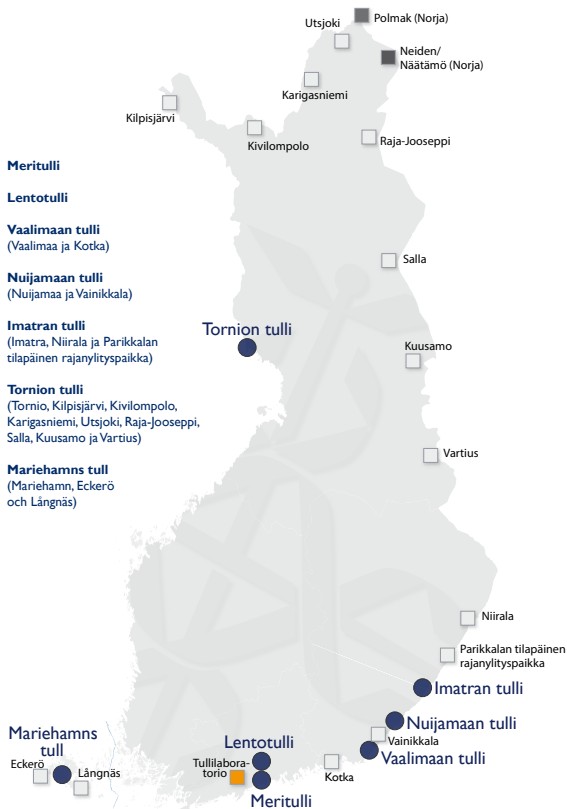 Utsjoki
Polmak (Norja)
Neiden/
Näätämö (Norja)
Karigasniemi
Kilpisjärvi
Kivilompolo
Raja-Jooseppi
Meritulli
Lentotulli
Vaalimaan tulli
(Vaalimaa ja Kotka)
Nuijamaan tulli
(Nuijamaa ja Vainikkala)
Imatran tulli
(Imatra, Niirala ja Parikkalan
tilapäinen rajanylityspaikka)
Tornion tulli
(Tornio, Kilpisjärvi, Kivilompolo,
Karigasniemi, Utsjoki, Raja-Jooseppi,
Salla, Kuusamo ja Vartius)
Mariehamns tull
(Mariehamn, Eckerö
och Långnäs)
Salla
Tornion tulli
Kuusamo
Vartius
Niirala
Parikkalan tilapäinen
rajanylityspaikka
Imatran tulli
Nuijamaan tulli
Vainikkala
Vaalimaan tulli
Kotka
Lentotulli
Tullilabora-
torio
Meritulli
Mariehamns
tull
Eckerö
Långnäs